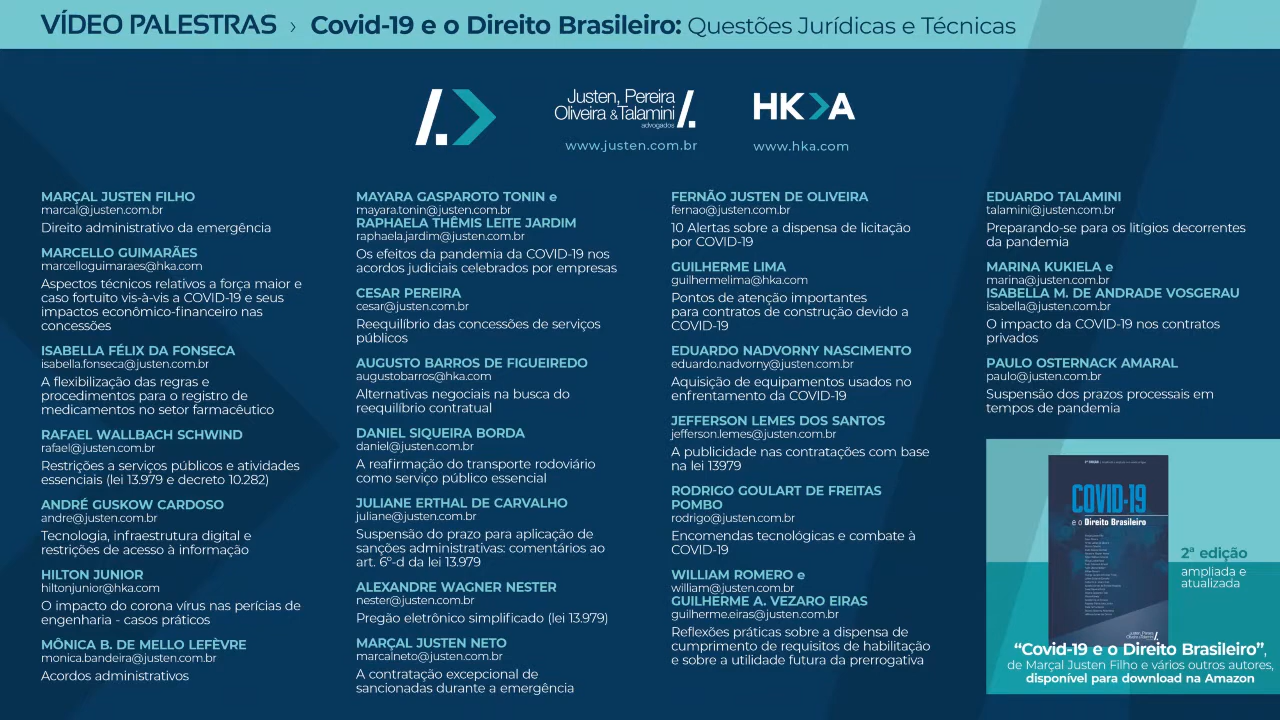 VÍDEO PALESTRAS › Covid-19 e o Direito Brasileiro: Questões Jurídicas e Técnicas
Justen, Pereira
Oliveira & Talamini
advogados
www.justen.com.br
HKA
www.hka.com
MARÇAL JUSTEN FILHO
marcal@justen.com.br
Direito administrativo da emergência
MARCELLO GUIMARÃES
marcelloguimaraes@hka.com
Aspectos técnicos relativos a força maior e
caso fortuito vis-à-vis a COVID-19 e seus
impactos econômico-financeiro nas
concessões
ISABELLA FÉLIX DA FONSECA
isabella.fonseca@justen.com.br
A flexibilização das regras e
procedimentos para o registro de
medicamentos no setor farmacêutico
RAFAEL WALLBACH SCHWIND
rafael@justen.com.br
Restrições a serviços públicos e atividades
essenciais (lei 13.979 e decreto 10.282)
ANDRÉ GUSKOW CARDOSO
andre@justen.com.br
Tecnologia, infraestrutura digital e
restrições de acesso à informação
HILTON JUNIOR
hiltonjunior@hka.com
O impacto do corona vírus nas perícias de
engenharia - casos práticos
MÔNICA B. DE MELLO LEFÈVRE
monica.bandeira@justen.com.br
Acordos administrativos
MAYARA GASPAROTO TONIN e
mayara.tonin@justen.com.br
RAPHAELA THÊMIS LEITE JARDIM
raphaela.jardim@justen.com.br
Os efeitos da pandemia da COVID-19 nos
acordos judiciais celebrados por empresas
CESAR PEREIRA
cesar@justen.com.br
Reequilíbrio das concessões de serviços
públicos
AUGUSTO BARROS DE FIGUEIREDO
augustobarros@hka.com
Alternativas negociais na busca do
reequilíbrio contratual
DANIEL SIQUEIRA BORDA
daniel@justen.com.br
A reafirmação do transporte rodoviário
como serviço público essencial
JULIANE ERTHAL DE CARVALHO
juliane@justen.com.br
Suspensão do prazo para aplicação de
sanções administrativas: comentários ao
art. 6º-d da lei 13.979
ALEXANDRE WAGNER NESTER
nester@justen.com.br
Pregão eletrônico simplificado (lei 13.979)
MARÇAL JUSTEN NETO
marcalneto@justen.com.br
A contratação excepcional de
sancionadas durante a emergência
FERNÃO JUSTEN DE OLIVEIRA
fernao@justen.com.br
10 Alertas sobre a dispensa de licitação
por COVID-19
GUILHERME LIMA
guilhermelima@hka.com
Pontos de atenção importantes
para contratos de construção devido a
COVID-19
EDUARDO NADVORNY NASCIMENTO
eduardo.nadvorny@justen.com.br
Aquisição de equipamentos usados no
enfrentamento da COVID-19
JEFFERSON LEMES DOS SANTOS
jefferson.lemes@justen.com.br
A publicidade nas contratações com base
na lei 13979
RODRIGO GOULART DE FREITAS
POMBO
rodrigo@justen.com.br
Encomendas tecnológicas e combate à
COVID-19
WILLIAM ROMERO e
william@justen.com.br
GUILHERME A. VEZARO EIRAS
guilherme.eiras@justen.com.br
Reflexões práticas sobre a dispensa de
cumprimento de requisitos de habilitação
e sobre a utilidade futura da prerrogativa
EDUARDO TALAMINI
talamini@justen.com.br
Preparando-se para os litígios decorrentes
da pandemia
MARINA KUKIELA e
marina@justen.com.br
ISABELLA M. DE ANDRADE VOSGERAU
isabella@justen.com.br
O impacto da COVID-19 nos contratos
privados
PAULO OSTERNACK AMARAL
paulo@justen.com.br
Suspensão dos prazos processais em
tempos de pandemia
COVID-19
e o Direito Brasileiro
2ª edição
ampliada e
atualizada
“Covid-19 e o Direito Brasileiro”,
de Marçal Justen Filho e vários outros autores,
disponível para download na Amazon